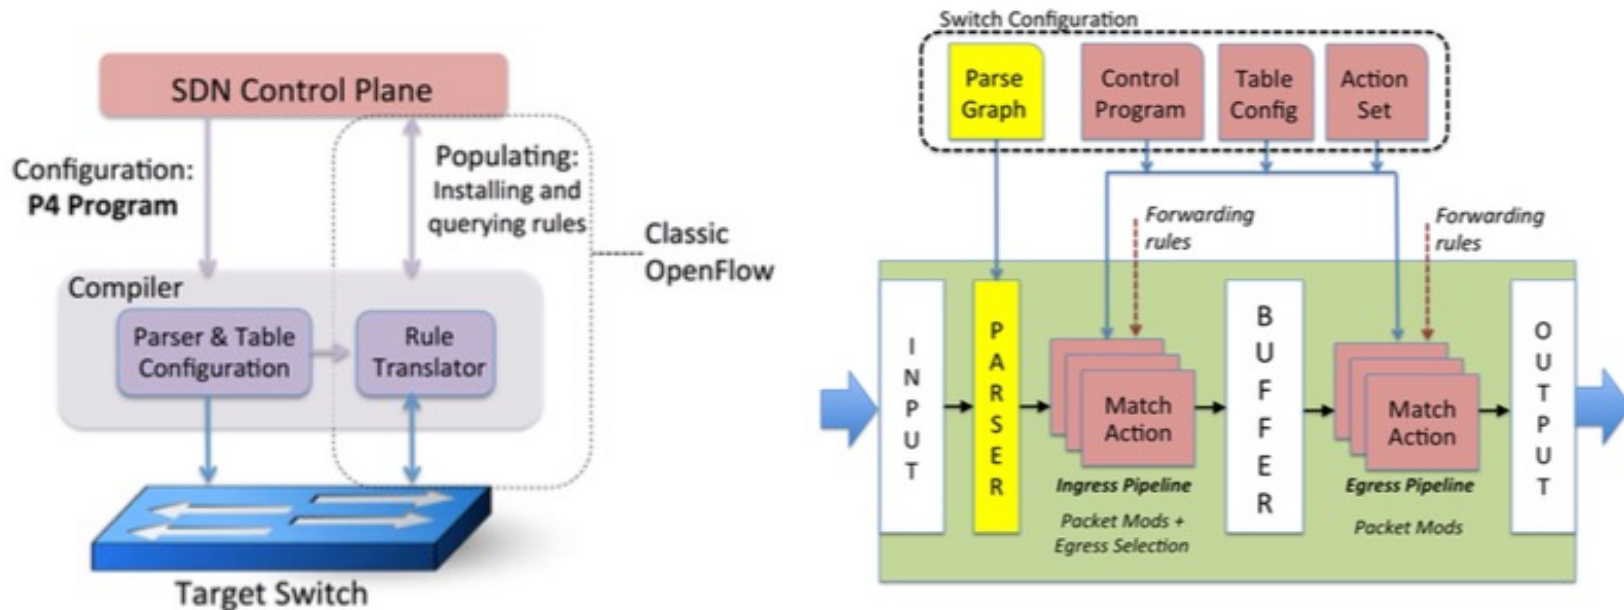 SDN Control Plane
Configuration:
P4 Program
Populating:
Installing and
querying rules
Classic
OpenFlow
Compiler
Parser & Table
Configuration
Rule
Translator
Target Switch
Switch Configuration
Parse
Graph
Control
Program
Table
Config
Action
Set
Forwarding
rules
Forwarding
rules
INPUT
PARSER
Match
Action
Ingress Pipeline
Packet Mods +
Egress Selection
BUFFER
Match
Action
Egress Pipeline
Packet Mods
OUTPUT